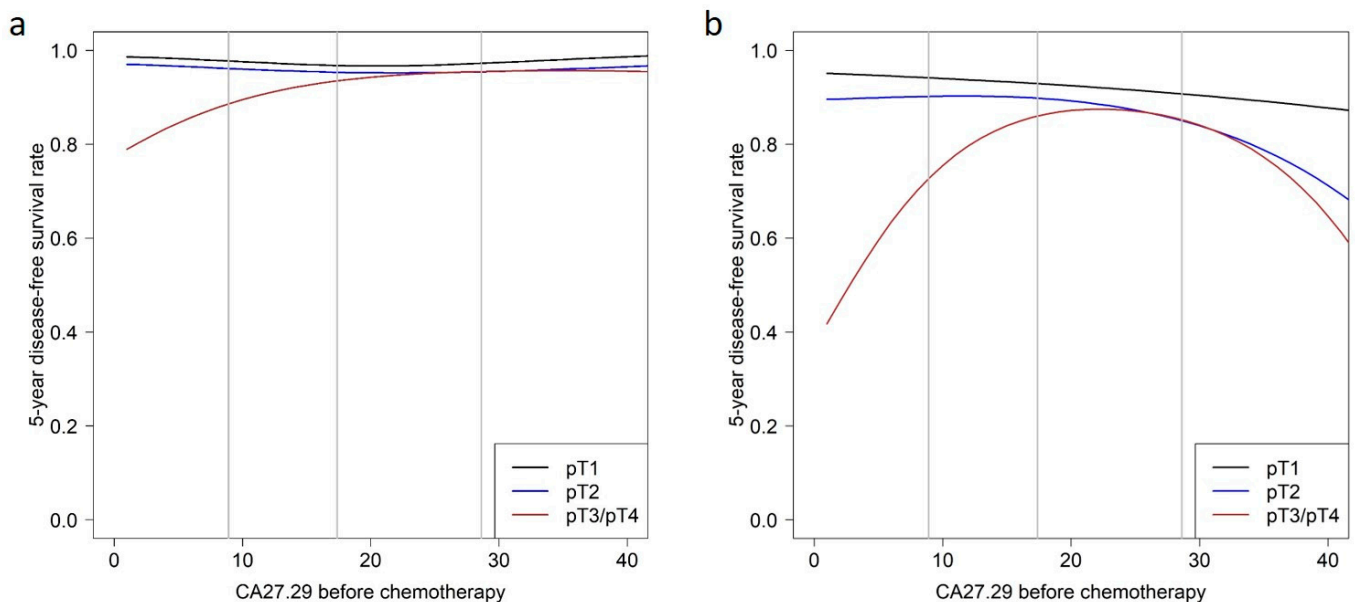 a
5-year disease-free survival rate
1.0
0.8
0.6
0.4
0.2
0.0
pT1
pT2
pT3/pT4
0 10 20 30 40
CA27.29 before chemotherapy
b
5-year disease-free survival rate
1.0
0.8
0.6
0.4
0.2
0.0
pT1
pT2
pT3/pT4
0 10 20 30 40
CA27.29 before chemotherapy